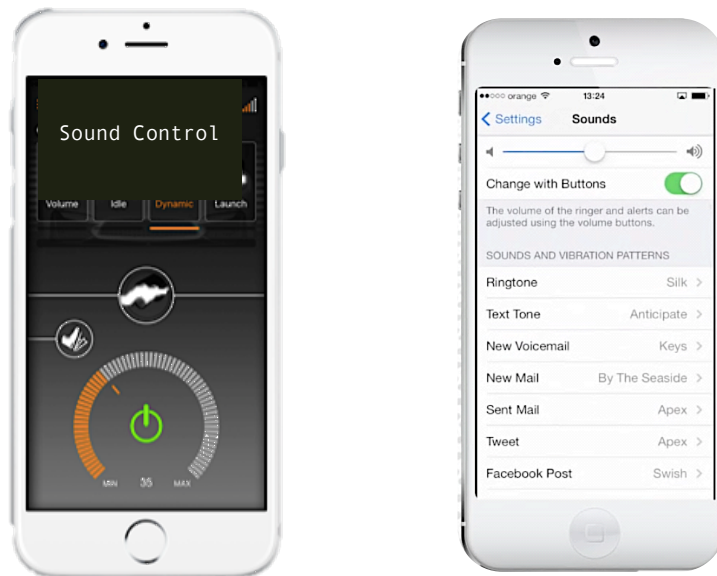 Sound Control
Volume Idle Dynamic Launch
MIN 35 MAX
orange 13:24
Settings Sounds
Change with Buttons
The volume of the ringer and alerts can be
adjusted using the volume buttons.
SOUNDS AND VIBRATION PATTERNS
Ringtone Silk
Text Tone Anticipate
New Voicemail Keys
New Mail By The Seaside
Sent Mail Apex
Tweet Apex
Facebook Post Swish